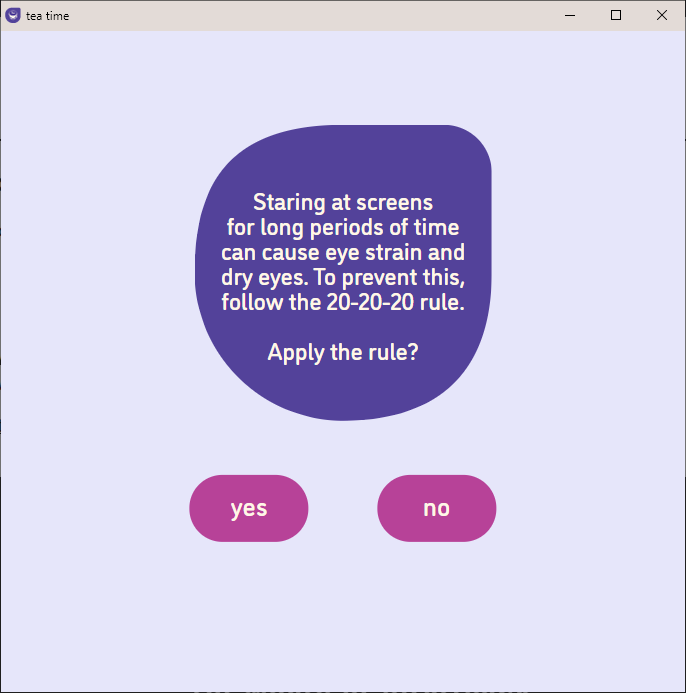 tea time
Staring at screens
for long periods of time
can cause eye strain and
dry eyes. To prevent this,
follow the 20-20-20 rule.
Apply the rule?
yes
no